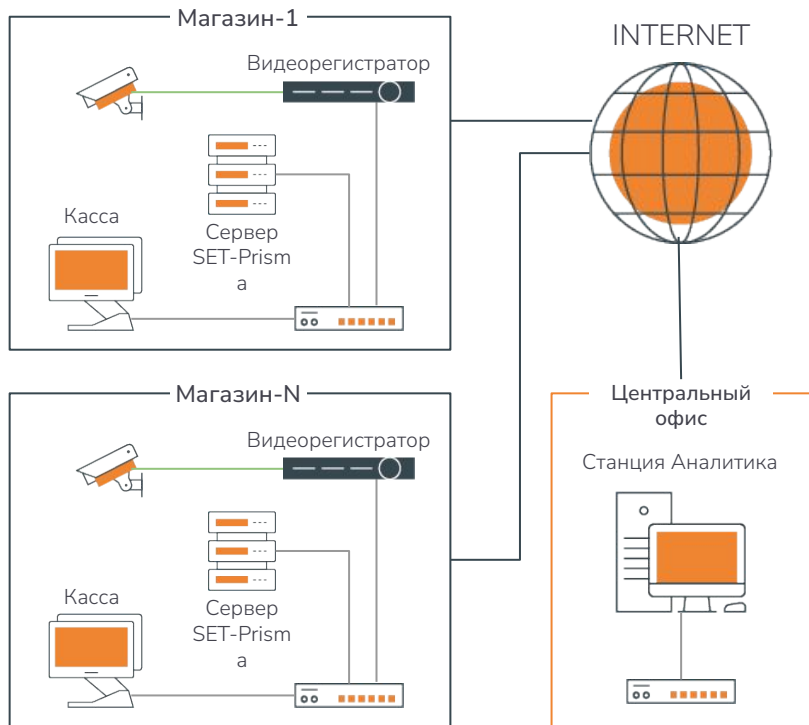 Магазин-1
Видеорегистратор
Касса
Сервер
SET-Prism
a
INTERNET
Магазин-N
Видеорегистратор
Касса
Сервер
SET-Prism
a
Центральный
офис
Станция Аналитика